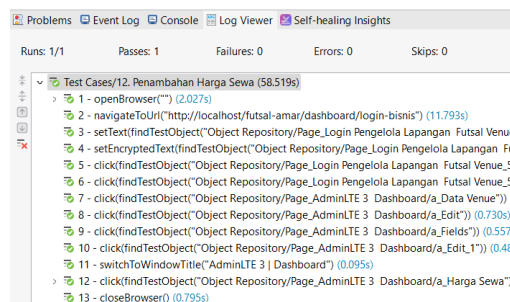 Problems Event Log Console Log Viewer Self-healing Insights
Runs: 1/1 Passes: 1 Failures: 0 Errors: 0 Skips: 0
Test Cases/12. Penambahan Harga Sewa (58.519s)
1 - openBrowser("") (2.027s)
2 - navigateToUrl("http://localhost/futsal-amar/dashboard/login-bisnis") (11.793s)
3 - setText(findTestObject("Object Repository/Page_Login Pengelola Lapangan Futsal Venu
4 - setEncryptedText(findTestObject("Object Repository/Page_Login Pengelola Lapangan F
5 - click(findTestObject("Object Repository/Page_Login Pengelola Lapangan Futsal Venue_5
6 - click(findTestObject("Object Repository/Page_Login Pengelola Lapangan Futsal Venue_5
7 - click(findTestObject("Object Repository/Page_AdminLTE 3 Dashboard/a_Data Venue"))
8 - click(findTestObject("Object Repository/Page_AdminLTE 3 Dashboard/a_Edit")) (0.730s)
9 - click(findTestObject("Object Repository/Page_AdminLTE 3 Dashboard/a_Fields")) (0.557
10 - click(findTestObject("Object Repository/Page_AdminLTE 3 Dashboard/a_Edit_1")) (0.48
11 - switchToWindowTitle("AdminLTE 3 | Dashboard") (0.095s)
12 - click(findTestObject("Object Repository/Page_AdminLTE 3 Dashboard/a_Harga Sewa")
13 - closeBrowser() (0.795s)